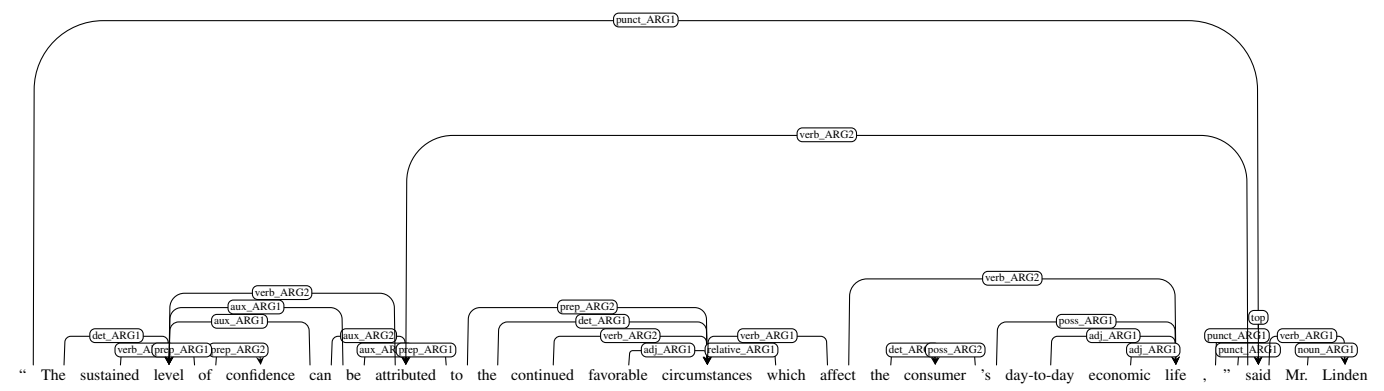 punct_ARG1
verb_ARG2
verb_ARG2
verb_ARG2
aux_ARG1 prep_ARG2
aux_ARG1 det_ARG1 poss_ARG1 top
det_ARG1 aux_ARG2 verb_ARG2 verb_ARG1 adj_ARG1 punct_ARG1 verb_ARG1
prep_ARG1 prep_ARG2 prep_ARG1 adj_ARG1 relative_ARG1 poss_ARG2 adj_ARG1 punct_ARG1 noun_ARG1
“ The sustained level of confidence can be attributed to the continued favorable circumstances which affect the consumer 's day-to-day economic life , ” said Mr. Linden